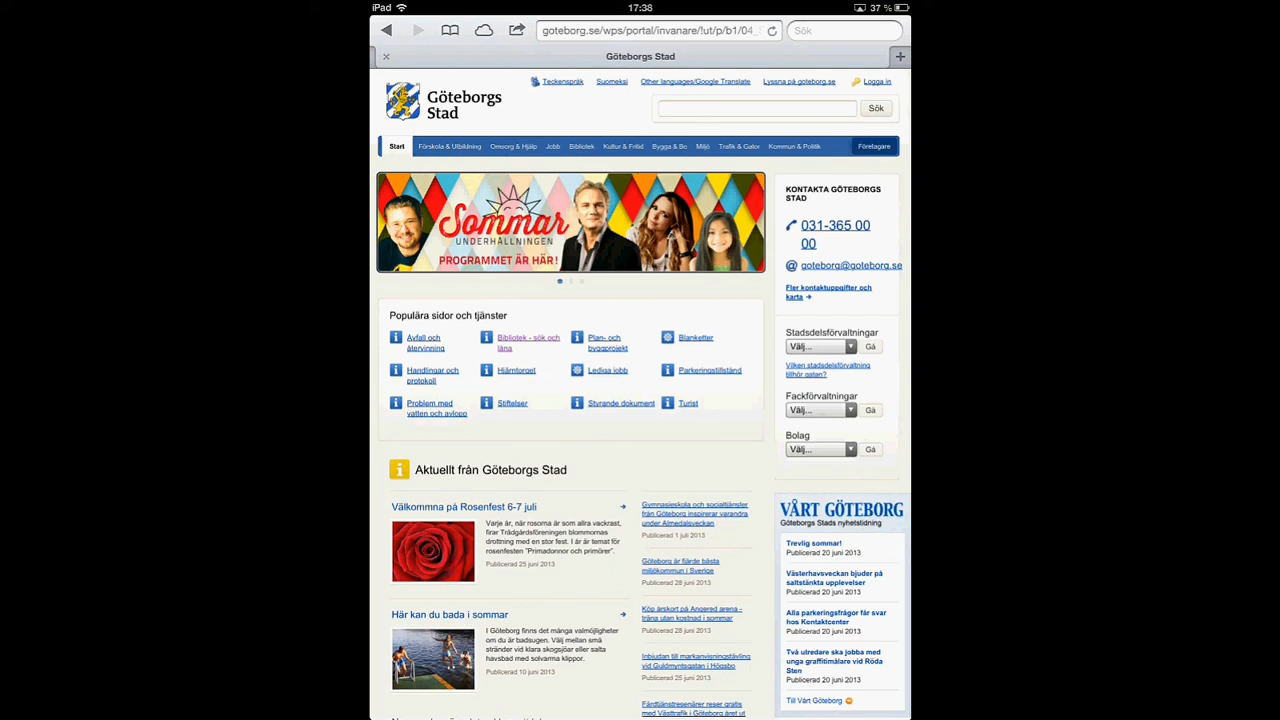 iPad
17:38
37 %
goteborg.se/wps/portal/invanare/!ut/p/b1/04_
Sök
Göteborgs Stad
Teckenspråk
Suomeksi
Other languages/Google Translate
Lyssna på goteborg.se
Logga in
Göteborgs
Stad
Sök
Start
Förskola & Utbildning
Omsorg & Hjälp
Jobb
Bibliotek
Kultur & Fritid
Bygga & Bo
Miljö
Trafik & Gator
Kommun & Politik
Företagare
Sommar
UNDERHÅLLNINGEN
PROGRAMMET ÄR HÄR!
KONTAKTA GÖTEBORGS
STAD
031-365 00
00
goteborg@goteborg.se
Fler kontaktuppgifter och
karta
Populära sidor och tjänster
Avfall och
återvinning
Bibliotek - sök och
låna
Plan- och
byggprojekt
Blanketter
Handlingar och
protokoll
Hjämtorget
Lediga jobb
Parkeringstillstånd
Problem med
vatten och avlopp
Stiftelser
Styrande dokument
Turist
Stadsdelsförvaltningar
Välj...
Gå
Vilken stadsdelsförvaltning
tillhör gatan?
Fackförvaltningar
Välj...
Gå
Bolag
Välj...
Gå
Aktuellt från Göteborgs Stad
Välkommna på Rosenfest 6-7 juli
Varje år, när rosorna är som allra vackrast,
firar Trädgårdsföreningen blommornas
drottning med en stor fest. I år är temat för
rosenfesten "Primadonnor och primörer".
Publicerad 25 juni 2013
Här kan du bada i sommar
I Göteborg finns det många valmöjligheter
om du är badsugen. Välj mellan små
stränder vid klara skogsjöar eller salta
havsbad med solvarma klippor.
Publicerad 10 juni 2013
Gymnasieskola och socialtjänster
från Göteborg inspirerar varandra
under Almedalsveckan
Publicerad 1 juli 2013
Göteborg är fjärde bästa
miljökommun i Sverige
Publicerad 28 juni 2013
Köp årskort på Angered arena -
träna utan kostnad i sommar
Publicerad 28 juni 2013
Inbjudan till markanvisningstävling
vid Guldmyntsgatan i Högsbo
Publicerad 25 juni 2013
Färdtjänstresenärer reser gratis
med Västtrafik i Göteborg året ut
VÅRT GÖTEBORG
Göteborgs Stads nyhetstidning
Trevlig sommar!
Publicerad 20 juni 2013
Västerhavsveckan bjuder på
saltstänkta upplevelser
Publicerad 20 juni 2013
Alla parkeringsfrågor får svar
hos Kontaktcenter
Publicerad 20 juni 2013
Två utredare ska jobba med
unga graffitimålare vid Röda
Sten
Publicerad 20 juni 2013
Till Vårt Göteborg